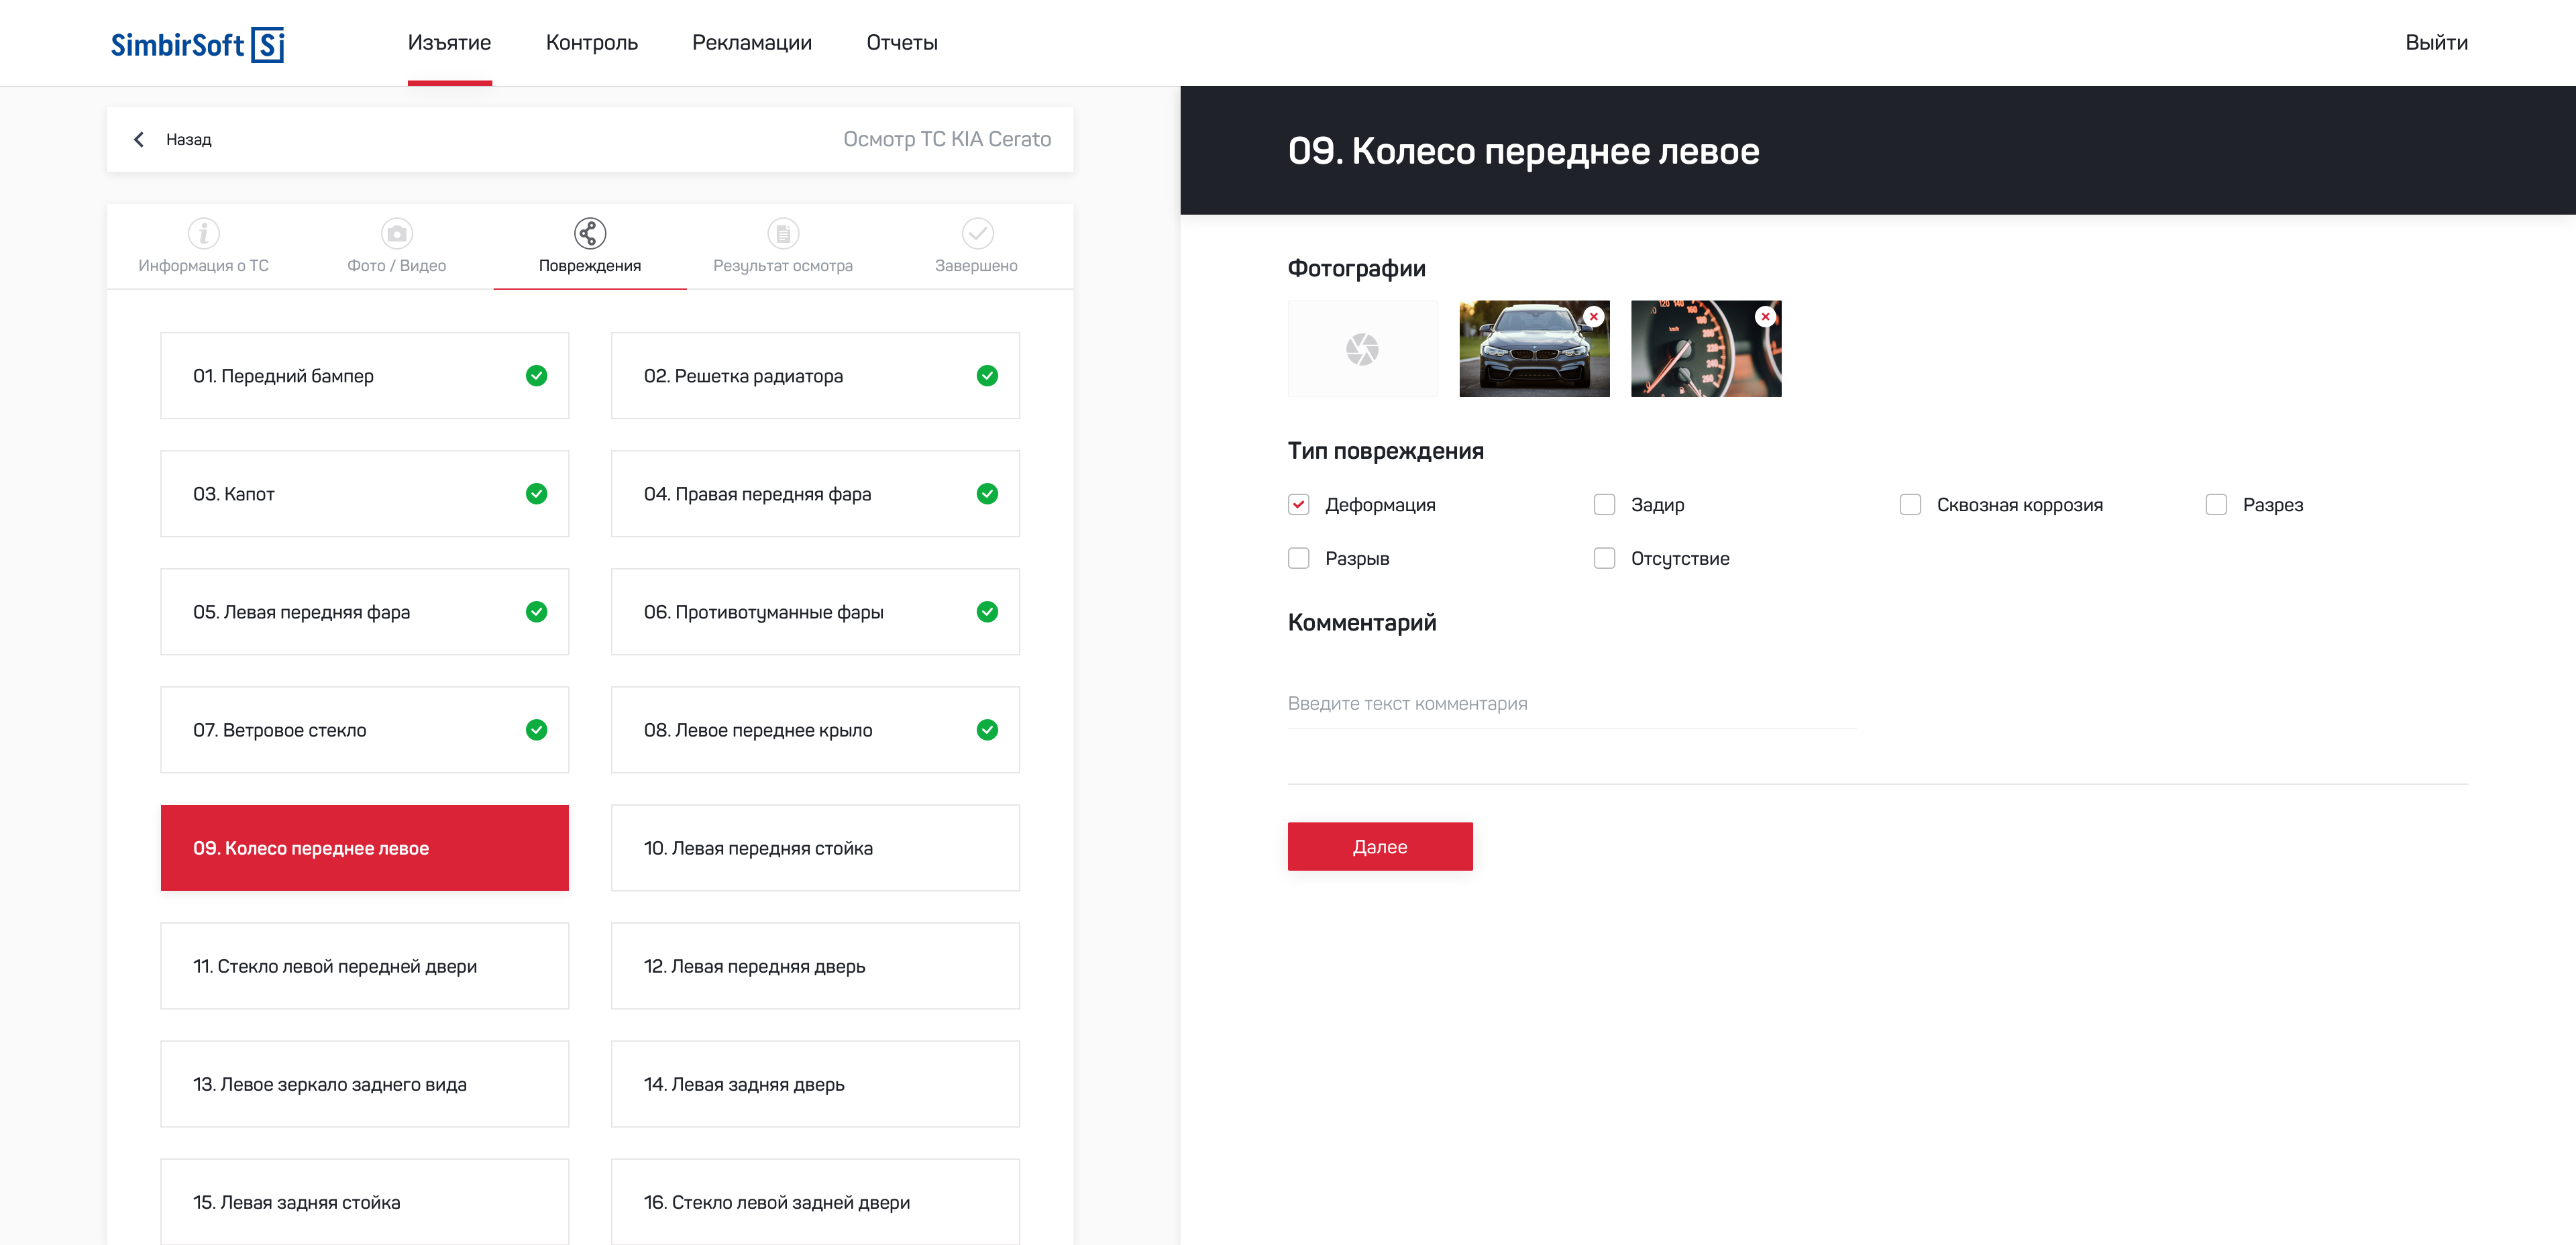 SimbirSoft Si
Изъятие Контроль Рекламации Отчеты Выйти
Назад Осмотр ТС KIA Cerato
Информация о ТС Фото / Видео Повреждения Результат осмотра Завершено
01. Передний бампер 02. Решетка радиатора
03. Капот 04. Правая передняя фара
05. Левая передняя фара 06. Противотуманные фары
07. Ветровое стекло 08. Левое переднее крыло
09. Колесо переднее левое 10. Левая передняя стойка
11. Стекло левой передней двери 12. Левая передняя дверь
13. Левое зеркало заднего вида 14. Левая задняя дверь
15. Левая задняя стойка 16. Стекло левой задней двери
09. Колесо переднее левое
Фотографии
Тип повреждения
Деформация Задир Сквозная коррозия Разрез
Разрыв Отсутствие
Комментарий
Введите текст комментария
Далее